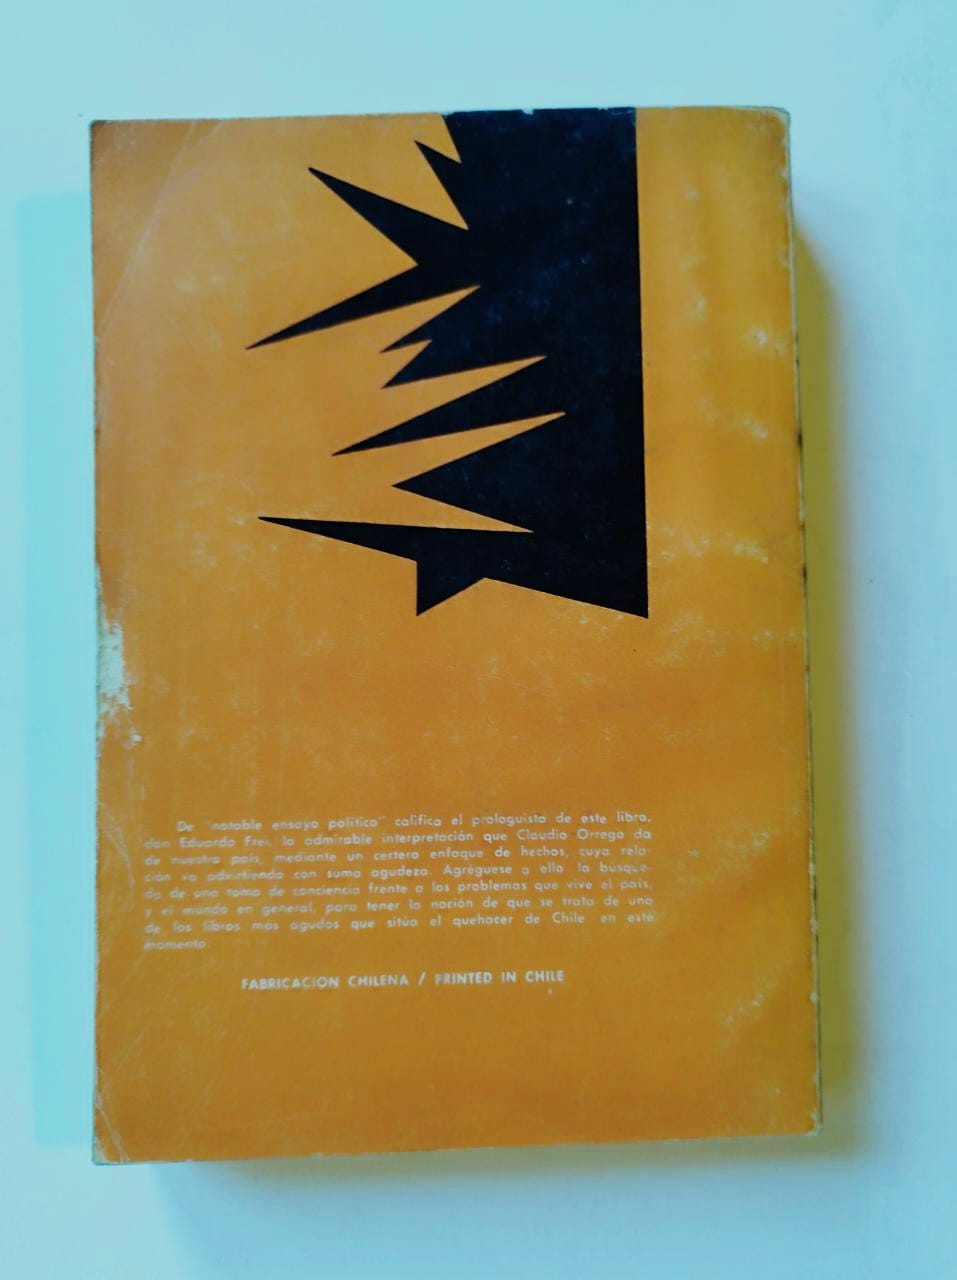 De "notable ensayo político" califica el prologuista de este libro,
don Eduardo Frei, la admirable interpretación que Claudio Orrego da
de nuestro país, mediante un certero enfoque de hechos, cuya rela-
ción va advirtiendo con suma agudeza. Agréguese a ello la búsque-
da de una toma de conciencia frente a los problemas que vive el país,
y el mundo en general, para tener la noción de que se trata de uno
de los libros más agudos que sitúa el quehacer de Chile en este
momento.
FABRICACION CHILENA / PRINTED IN CHILE